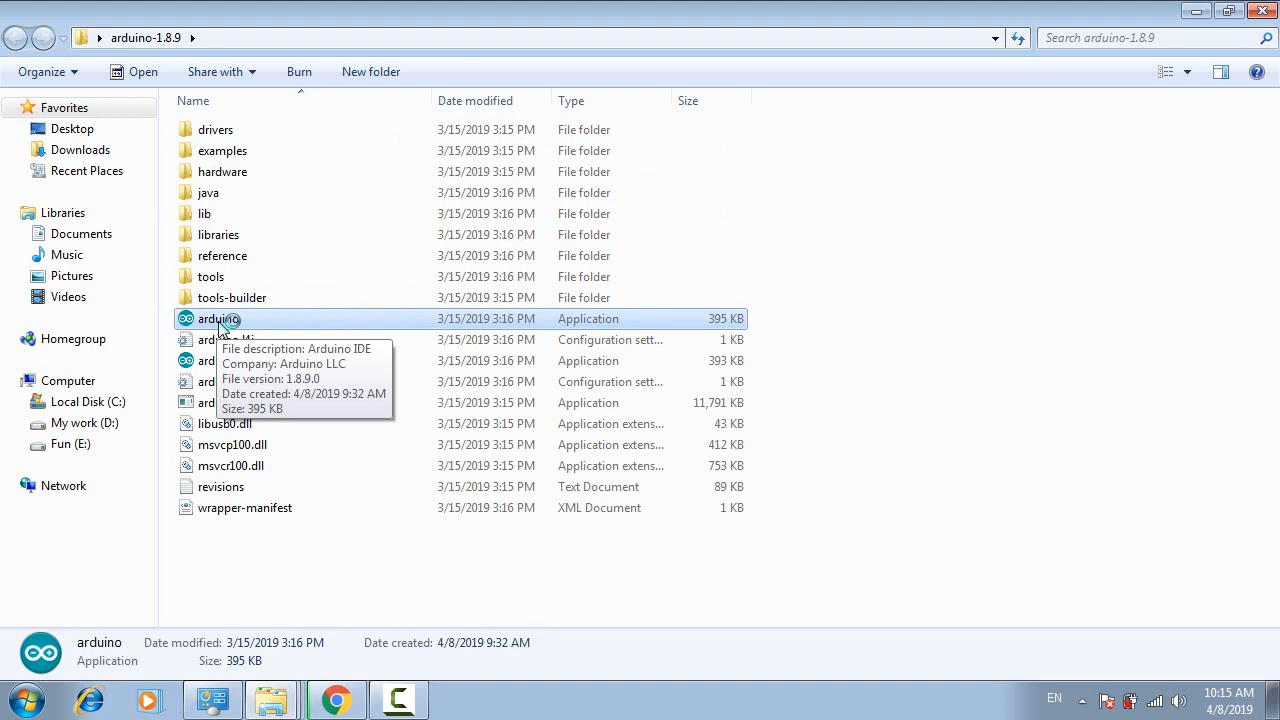 arduino-1.8.9
Search arduino-1.8.9
Organize Open Share with Burn New folder
Name Date modified Type Size
Favorites
Desktop
Downloads
Recent Places
Libraries
Documents
Music
Pictures
Videos
Homegroup
Computer
Local Disk (C:)
My work (D:)
Fun (E:)
Network
drivers 3/15/2019 3:15 PM File folder
examples 3/15/2019 3:15 PM File folder
hardware 3/15/2019 3:16 PM File folder
java 3/15/2019 3:16 PM File folder
lib 3/15/2019 3:16 PM File folder
libraries 3/15/2019 3:16 PM File folder
reference 3/15/2019 3:16 PM File folder
tools 3/15/2019 3:16 PM File folder
tools-builder 3/15/2019 3:15 PM File folder
arduino 3/15/2019 3:16 PM Application 395 KB
3/15/2019 3:16 PM Configuration sett... 1 KB
3/15/2019 3:16 PM Application 393 KB
3/15/2019 3:16 PM Configuration sett... 1 KB
3/15/2019 3:16 PM Application 11,791 KB
libusb0.dll 3/15/2019 3:15 PM Application extens... 43 KB
msvcp100.dll 3/15/2019 3:15 PM Application extens... 412 KB
msvcr100.dll 3/15/2019 3:15 PM Application extens... 753 KB
revisions 3/15/2019 3:15 PM Text Document 89 KB
wrapper-manifest 3/15/2019 3:16 PM XML Document 1 KB
File description: Arduino IDE
Company: Arduino LLC
File version: 1.8.9.0
Date created: 4/8/2019 9:32 AM
Size: 395 KB
arduino Date modified: 3/15/2019 3:16 PM Date created: 4/8/2019 9:32 AM
Application Size: 395 KB
EN
10:15 AM
4/8/2019